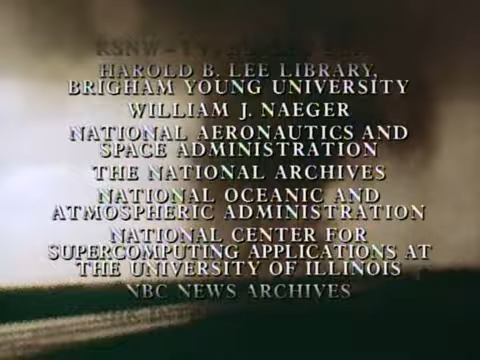 HAROLD B. LEE LIBRARY,
BRIGHAM YOUNG UNIVERSITY
WILLIAM J. NAEGER
NATIONAL AERONAUTICS AND
SPACE ADMINISTRATION
THE NATIONAL ARCHIVES
NATIONAL OCEANIC AND
ATMOSPHERIC ADMINISTRATION
NATIONAL CENTER FOR
SUPERCOMPUTING APPLICATIONS AT
THE UNIVERSITY OF ILLINOIS
NBC NEWS ARCHIVES